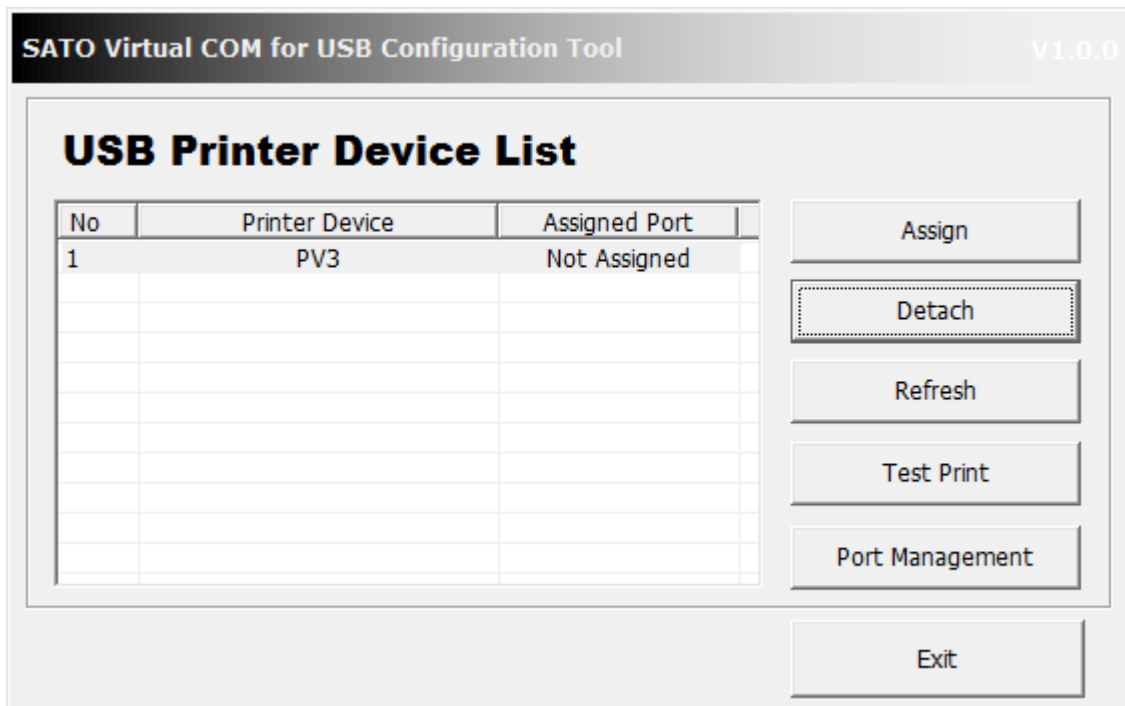 SATO Virtual COM for USB Configuration Tool V1.0.0
USB Printer Device List
No Printer Device Assigned Port
1 PV3 Not Assigned
Assign
Detach
Refresh
Test Print
Port Management
Exit